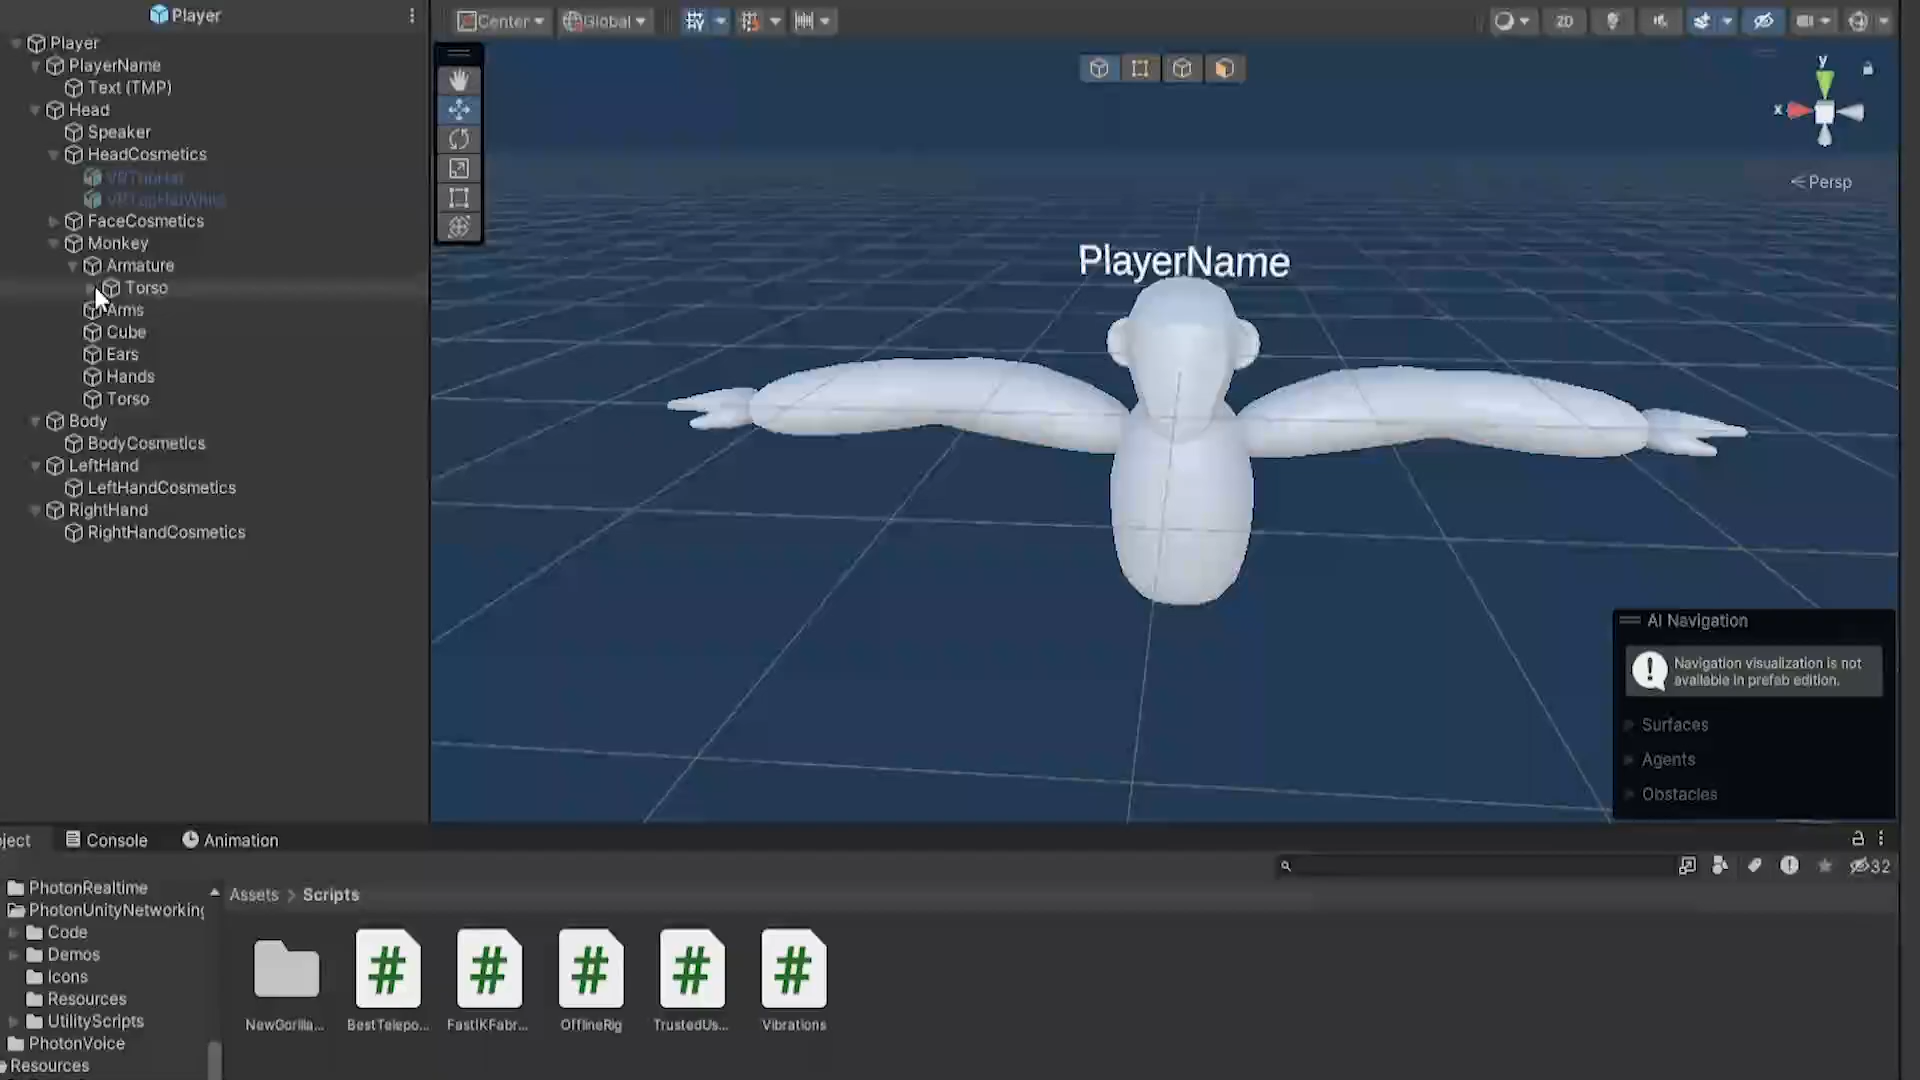 Player
Center
Global
2D
Player
PlayerName
Text (TMP)
Head
Speaker
HeadCosmetics
FaceCosmetics
Monkey
Armature
Torso
Arms
Cube
Ears
Hands
Torso
Body
BodyCosmetics
LeftHand
LeftHandCosmetics
RightHand
RightHandCosmetics
y
x
Persp
PlayerName
AI Navigation
Navigation visualization is not
available in prefab edition.
Surfaces
Agents
Obstacles
ject
Console
Animation
32
PhotonRealtime
PhotonUnityNetworking
Code
Demos
Icons
Resources
UtilityScripts
PhotonVoice
Resources
Assets > Scripts
NewGorilla...
BestTelepo...
FastIKFabr...
OfflineRig
TrustedUs...
Vibrations